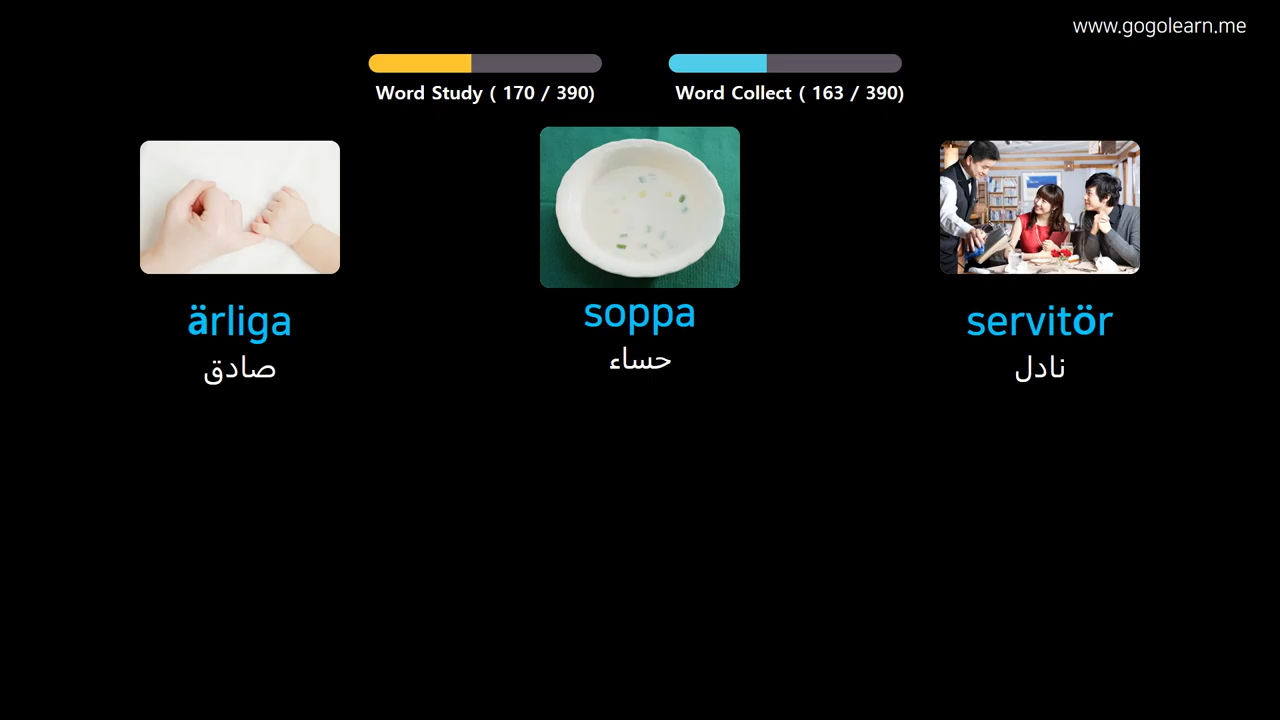 www.gogolearn.me
Word Study ( 170 / 390)
Word Collect ( 163 / 390)
ärliga
صادق
soppa
حساء
servitör
نادل